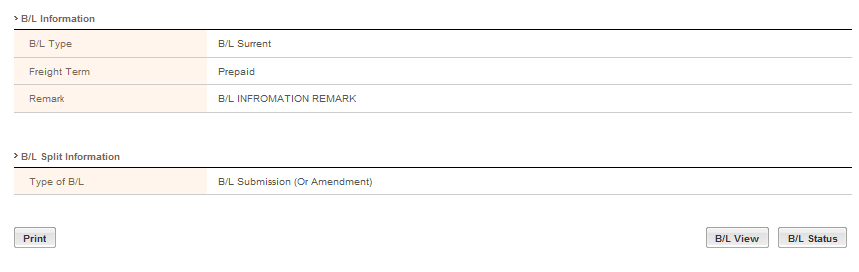 B/L Information
B/L Type B/L Surrent
Freight Term Prepaid
Remark B/L INFROMATION REMARK
B/L Split Information
Type of B/L B/L Submission (Or Amendment)
Print B/L View B/L Status